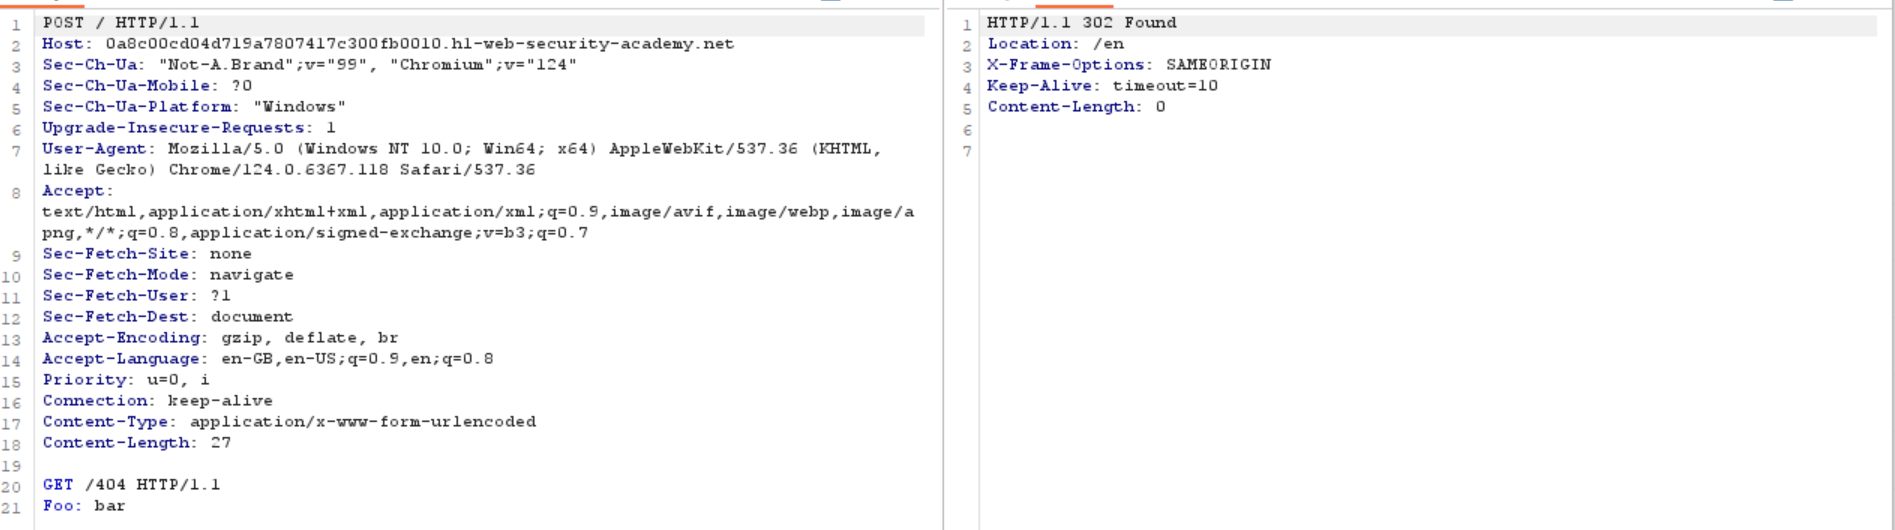 1 POST / HTTP/1.1
2 Host: 0a8c00cd04d719a7807417c300fb0010.h1-web-security-academy.net
3 Sec-Ch-Ua: "Not-A.Brand";v="99", "Chromium";v="124"
4 Sec-Ch-Ua-Mobile: ?0
5 Sec-Ch-Ua-Platform: "Windows"
6 Upgrade-Insecure-Requests: 1
7 User-Agent: Mozilla/5.0 (Windows NT 10.0; Win64; x64) AppleWebKit/537.36 (KHTML,
like Gecko) Chrome/124.0.6367.118 Safari/537.36
8 Accept:
text/html,application/xhtml+xml,application/xml;q=0.9,image/avif,image/webp,image/a
png,*/*;q=0.8,application/signed-exchange;v=b3;q=0.7
9 Sec-Fetch-Site: none
10 Sec-Fetch-Mode: navigate
11 Sec-Fetch-User: ?1
12 Sec-Fetch-Dest: document
13 Accept-Encoding: gzip, deflate, br
14 Accept-Language: en-GB,en-US;q=0.9,en;q=0.8
15 Priority: u=0, i
16 Connection: keep-alive
17 Content-Type: application/x-www-form-urlencoded
18 Content-Length: 27
19
20 GET /404 HTTP/1.1
21 Foo: bar
1 HTTP/1.1 302 Found
2 Location: /en
3 X-Frame-Options: SAMEORIGIN
4 Keep-Alive: timeout=10
5 Content-Length: 0
6
7